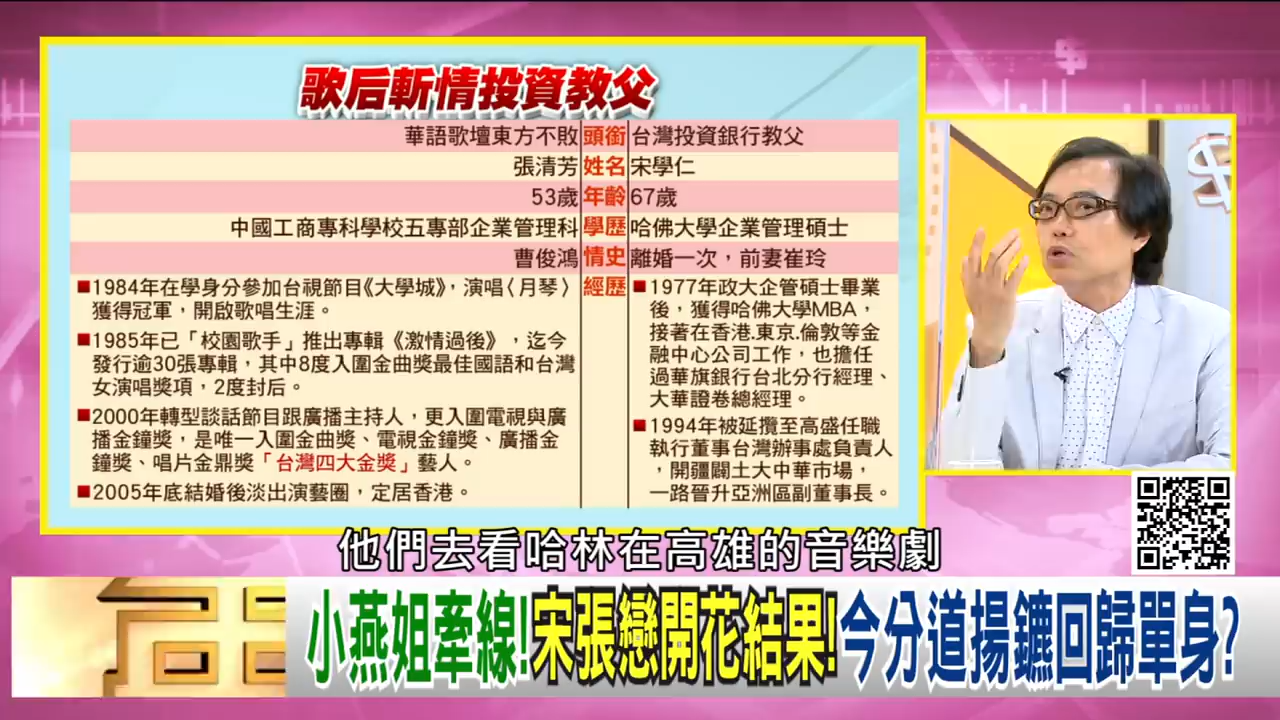 歌后斬情投資教父
華語歌壇東方不敗 頭銜 台灣投資銀行教父
張清芳 姓名 宋學仁
53歲 年齡 67歲
中國工商專科學校五專部企業管理科 學歷 哈佛大學企業管理碩士
曹俊鴻 情史 離婚一次，前妻崔玲
經歷
■1984年在學身分參加台視節目《大學城》，演唱〈月琴〉
獲得冠軍，開啟歌唱生涯。
■1985年已「校園歌手」推出專輯《激情過後》，迄今
發行逾30張專輯，其中8度入圍金曲獎最佳國語和台灣
女演唱獎項，2度封后。
■2000年轉型談話節目跟廣播主持人，更入圍電視與廣
播金鐘獎，是唯一入圍金曲獎、電視金鐘獎、廣播金
鐘獎、唱片金鼎獎「台灣四大金獎」藝人。
■2005年底結婚後淡出演藝圈，定居香港。
■1977年政大企管碩士畢業
後，獲得哈佛大學MBA，
接著在香港.東京.倫敦等金
融中心公司工作，也擔任
過華旗銀行台北分行經理、
大華證卷總經理。
■1994年被延攬至高盛任職
執行董事台灣辦事處負責人
，開疆闢土大中華市場，
一路晉升亞洲區副董事長。
他們去看哈林在高雄的音樂劇
小燕姐牽線!宋張戀開花結果!今分道揚鑣回歸單身?